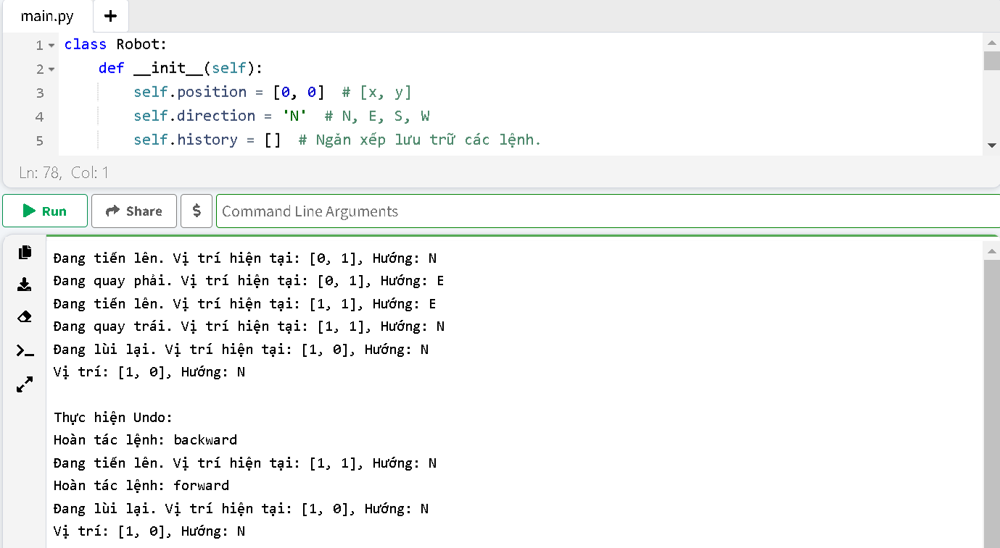 main.py +
1 class Robot:
2 def __init__(self):
3 self.position = [0, 0]  # [x, y]
4 self.direction = 'N'  # N, E, S, W
5 self.history = []  # Ngăn xếp lưu trữ các lệnh.
Ln: 78, Col: 1
Run Share $ Command Line Arguments
Đang tiến lên. Vị trí hiện tại: [0, 1], Hướng: N
Đang quay phải. Vị trí hiện tại: [0, 1], Hướng: E
Đang tiến lên. Vị trí hiện tại: [1, 1], Hướng: E
Đang quay trái. Vị trí hiện tại: [1, 1], Hướng: N
Đang lùi lại. Vị trí hiện tại: [1, 0], Hướng: N
Vị trí: [1, 0], Hướng: N
Thực hiện Undo:
Hoàn tác lệnh: backward
Đang tiến lên. Vị trí hiện tại: [1, 1], Hướng: N
Hoàn tác lệnh: forward
Đang lùi lại. Vị trí hiện tại: [1, 0], Hướng: N
Vị trí: [1, 0], Hướng: N